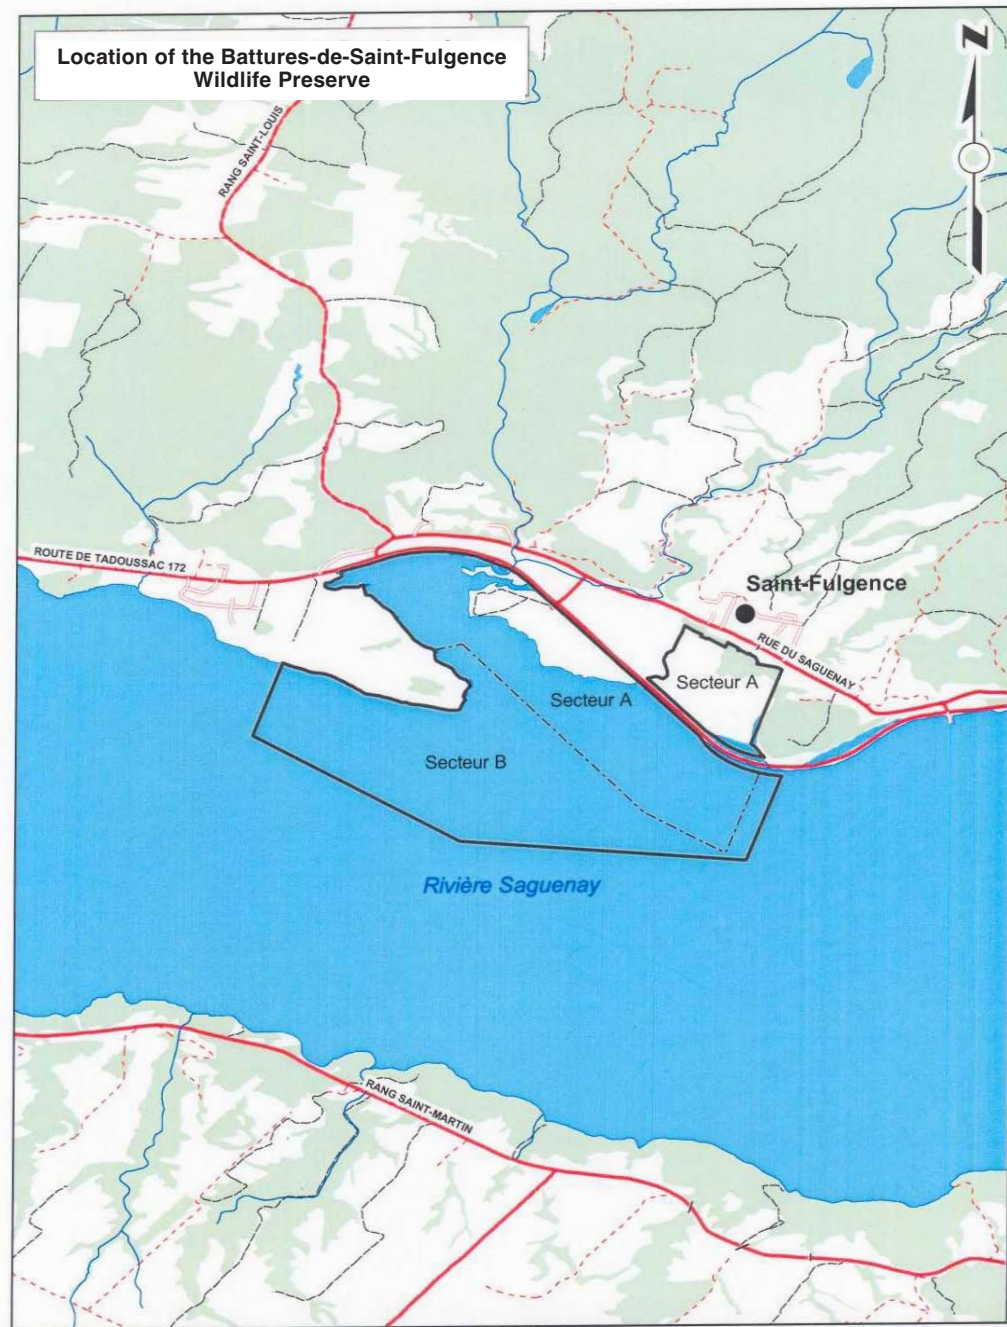 Location of the Battures-de-Saint-Fulgence
Wildlife Preserve
N
RANG SAINT-LOUIS
ROUTE DE TADOUSSAC 172
Saint-Fulgence
RUE DU SAGUENAY
Secteur A
Secteur A
Secteur B
Rivière Saguenay
RANG SAINT-MARTIN